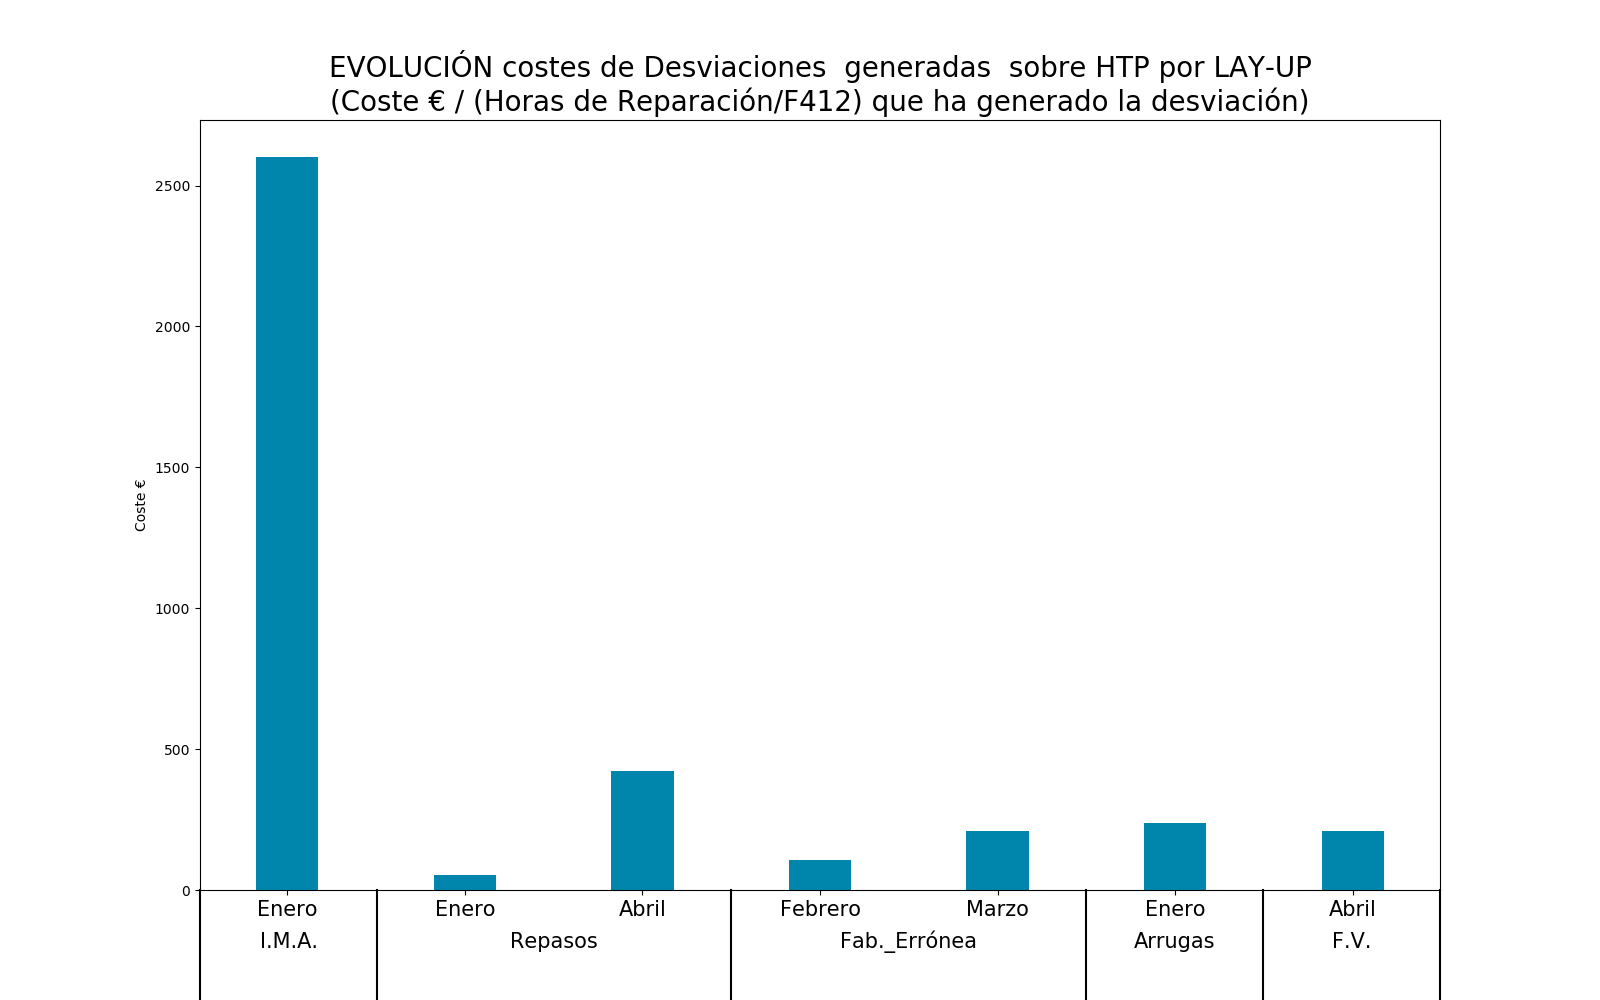 EVOLUCIÓN costes de Desviaciones  generadas  sobre HTP por LAY-UP
(Coste € / (Horas de Reparación/F412) que ha generado la desviación)
2500
2000
1500
1000
500
0
Coste €
Enero Enero Abril Febrero Marzo Enero Abril
I.M.A. Repasos Fab._Errónea Arrugas F.V.